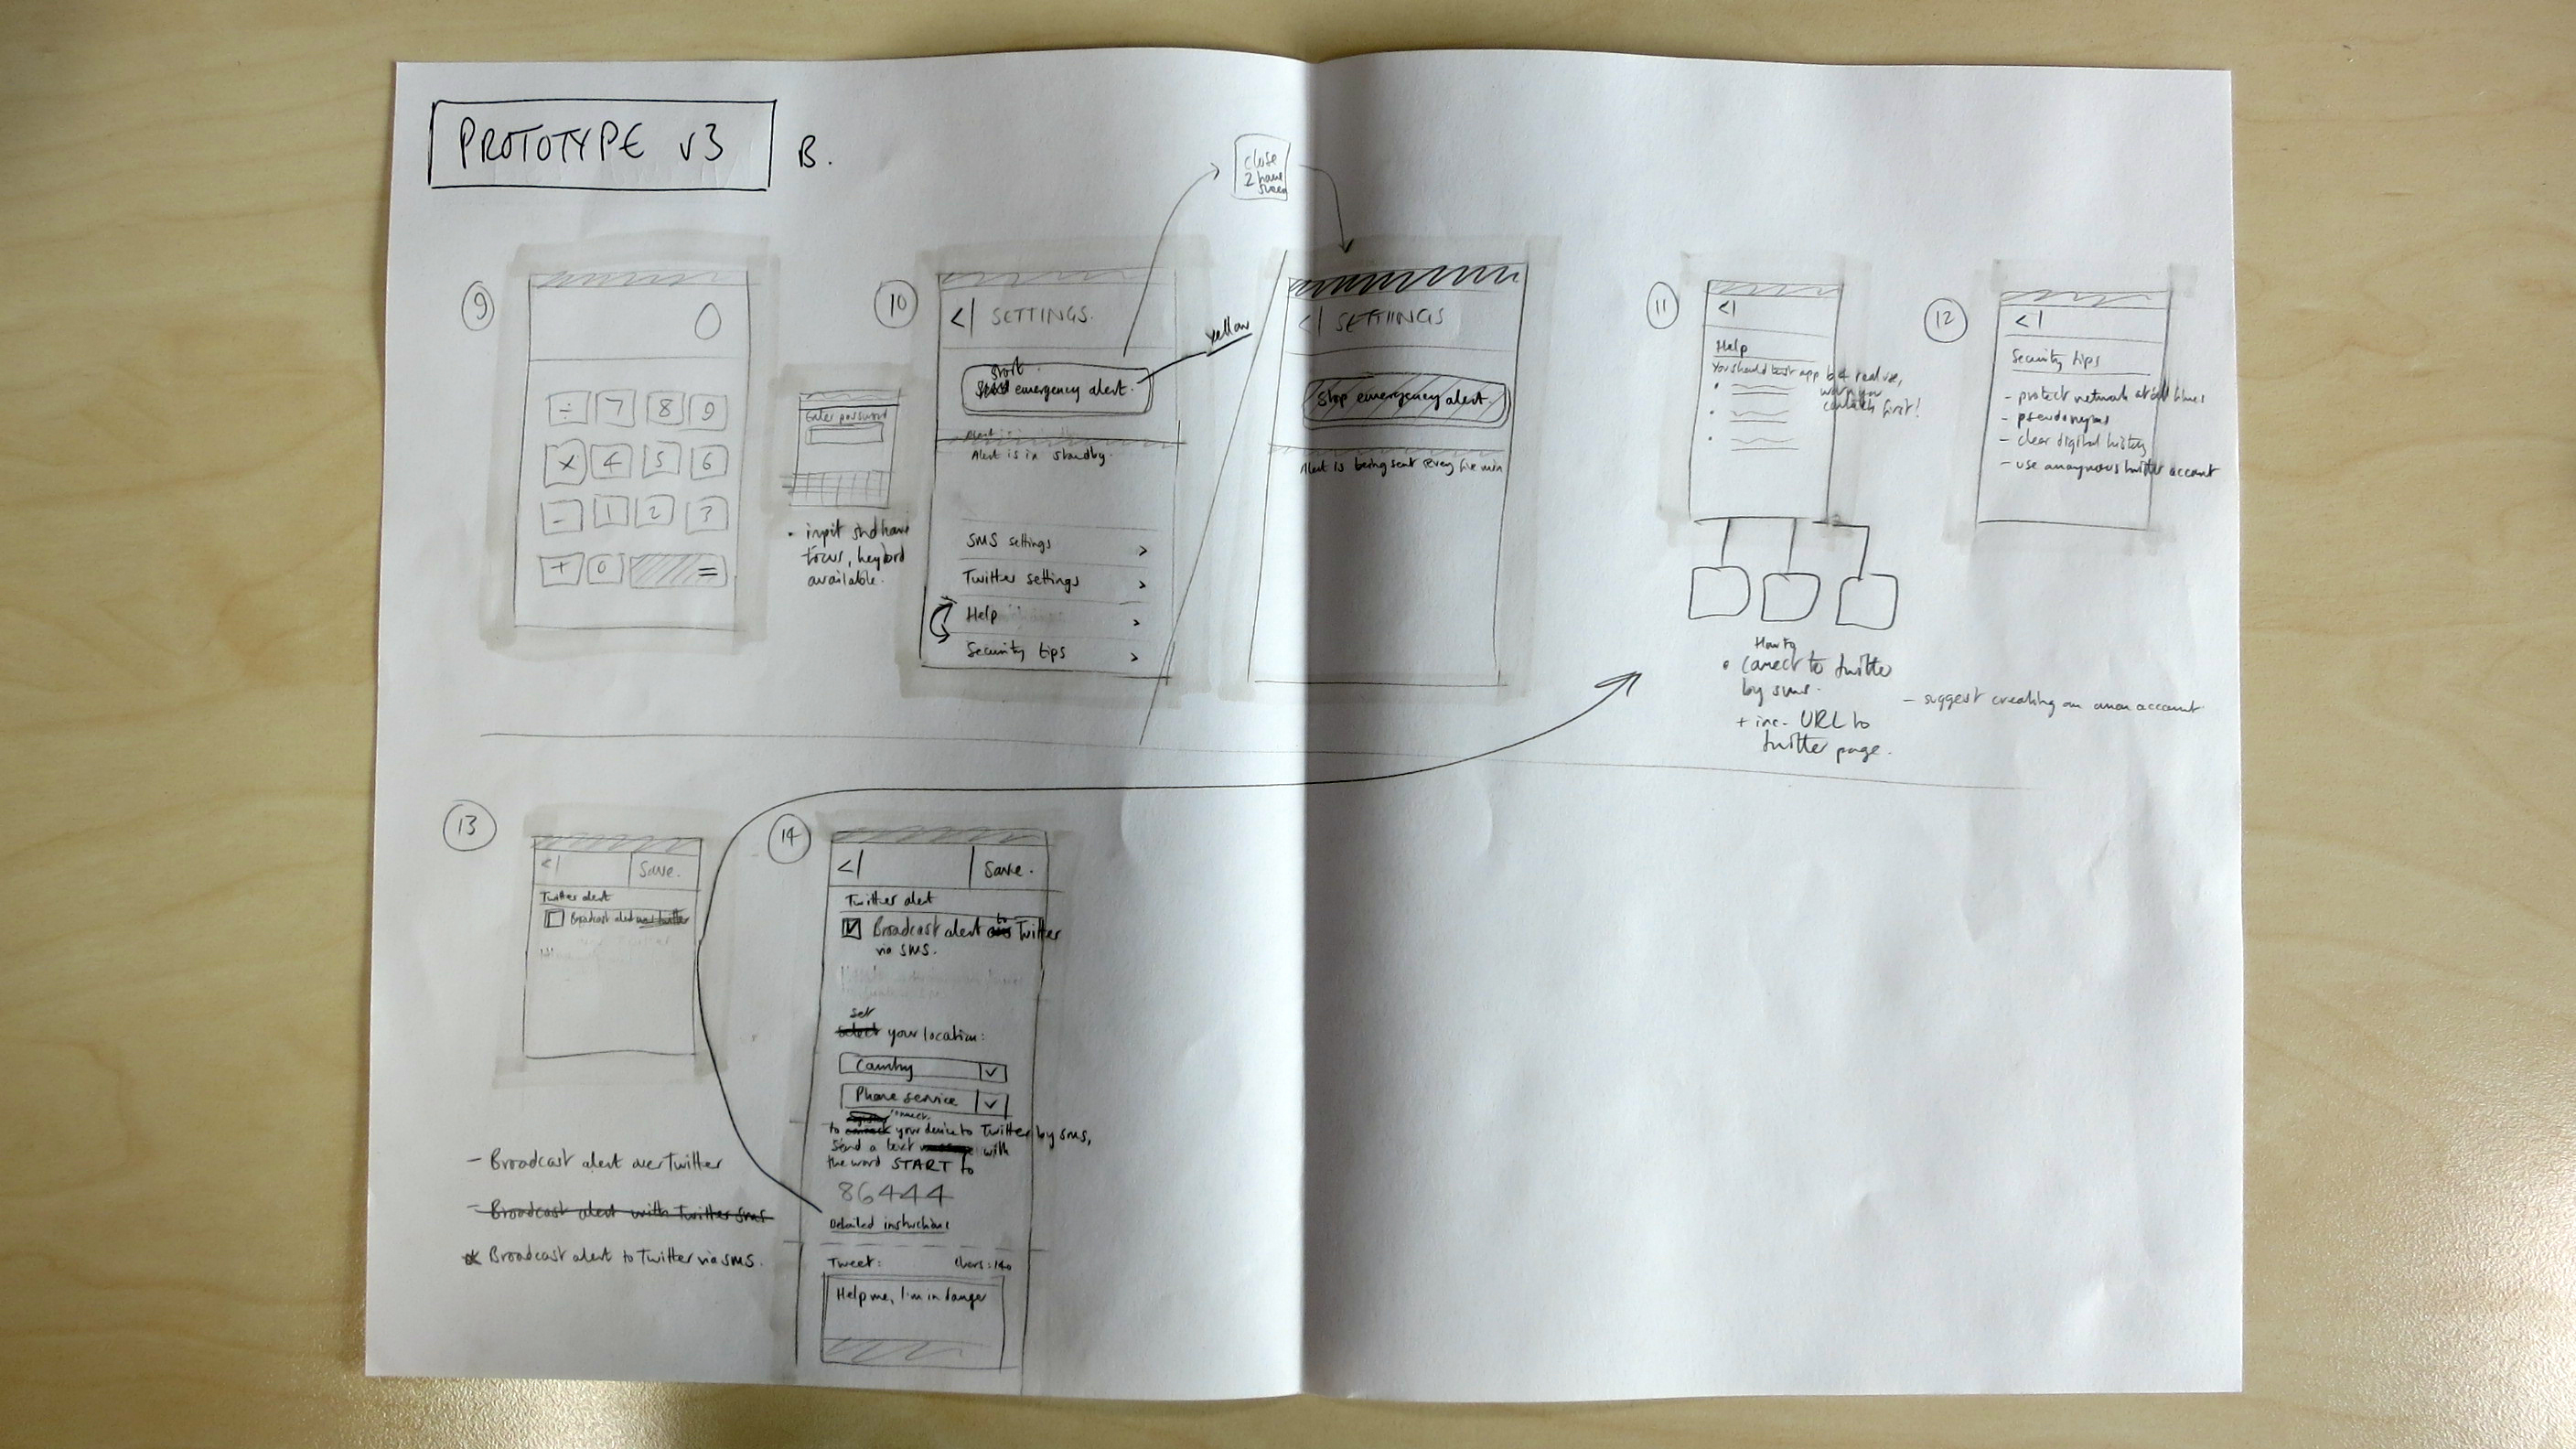 PROTOTYPE v3
B.
close
2 home
screen
9
0
÷ 7 8 9
× 4 5 6
- 1 2 3
+ 0 =
Enter password
• input shd have
focus, keybord
available.
10
<| SETTINGS.
start
emergency alert.
yellow
Alert is in standby.
SMS settings >
Twitter settings >
Help >
Security tips >
<| SETTINGS
Stop emergency alert.
Alert is being sent every five min
11
<|
Help
You should test app b4 real use,
warn your
contacts first!
How to
• connect to twitter
by sms.
+ inc. URL to
twitter page.
- suggest creating an anon account.
12
<|
Security tips
- protect network at all times
- pseudonyms
- clear digital history
- use anonymous twitter account
13
<| Save.
Twitter alert
Broadcast alert over twitter
- Broadcast alert over Twitter
- Broadcast alert with Twitter sms
* Broadcast alert to Twitter via sms.
14
<| Save.
Twitter alert
to
Broadcast alert Twitter
via SMS.
set
select your location:
Country
Phone service
connect
to your device to Twitter by sms,
Send a text with
the word START to
86444
Detailed instructions
Tweet: chars: 140
Help me, I'm in danger